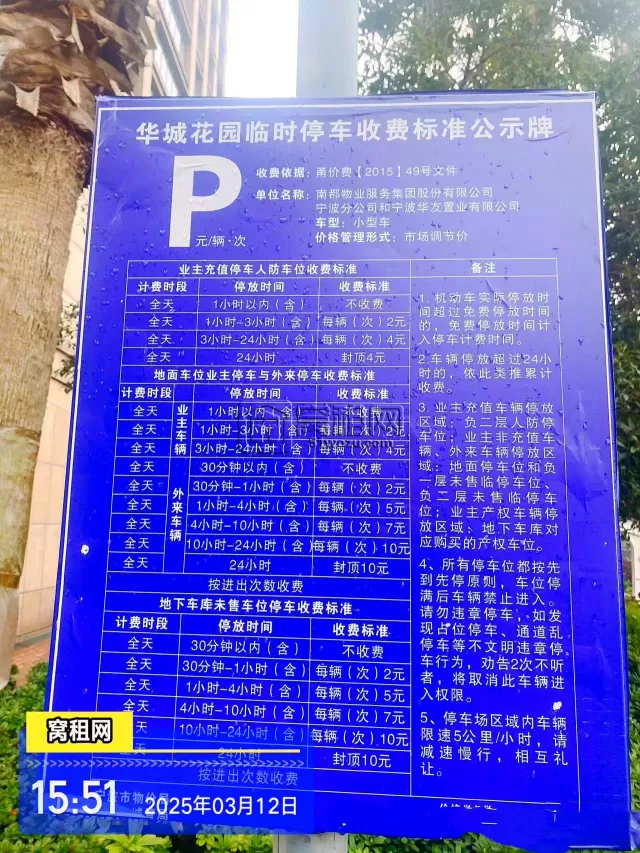 华城花园临时停车收费标准公示牌
P
元/辆·次
收费依据：甬价费【2015】49号文件
单位名称：南都物业服务集团股份有限公司
宁波分公司和宁波华友置业有限公司
车型：小型车
价格管理形式：市场调节价
业主充值停车人防车位收费标准
计费时段 停放时间 收费标准
全天 1小时以内（含） 不收费
全天 1小时-3小时（含） 每辆（次）2元
全天 3小时-24小时（含） 每辆（次）4元
全天 24小时 封顶4元
地面车位业主停车与外来停车收费标准
计费时段 停放时间 收费标准
业主车辆
全天 1小时以内（含） 不收费
全天 1小时-3小时（含） 每辆（次）2元
全天 3小时-24小时（含） 每辆（次）4元
外来车辆
全天 30分钟以内（含） 不收费
全天 30分钟-1小时（含） 每辆（次）2元
全天 1小时-4小时（含） 每辆（次）5元
全天 4小时-10小时（含） 每辆（次）7元
全天 10小时-24小时（含） 每辆（次）10元
全天 24小时 封顶10元
按进出次数收费
地下车库未售车位停车收费标准
计费时段 停放时间 收费标准
全天 30分钟以内（含） 不收费
全天 30分钟-1小时（含） 每辆（次）2元
全天 1小时-4小时（含） 每辆（次）5元
全天 4小时-10小时（含） 每辆（次）7元
全天 10小时-24小时（含） 每辆（次）10元
全天 24小时 封顶10元
按进出次数收费
备注
1、机动车实际停放时
间超过免费停放时间
的，免费停放时间计
入停车计费时间。
2、车辆停放超过24小
时的，依此类推累计
收费。
3、业主充值车辆停放
区域：负二层人防停
车位；业主非充值车
辆、外来车辆停放区
域：地面停车位和负
一层未售临停车位、
负二层未售临停车
位；业主产权车辆停
放区域：地下车库对
应购买的产权车位。
4、所有停车位都按先
到先停原则，车位停
满后车辆禁止进入。
请勿违章停车，如发
现占位停车、通道乱
停车等不文明违章停
车行为，劝告2次不听
者，将取消此车辆进
入权限。
5、停车场区域内车辆
限速5公里/小时，请
减速慢行，相互礼
让。
窝租网
窝租网
15:51
2025年03月12日
宁波市物价局